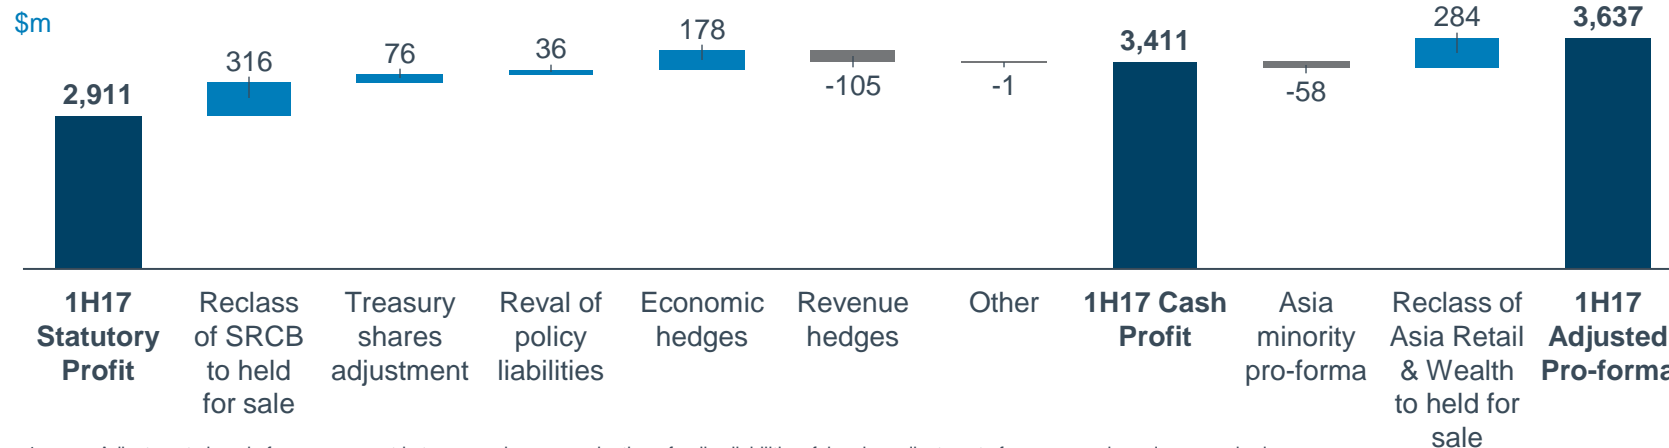 $m
2,911
316
76
36
178
-105
-1
3,411
-58
284
3,637
1H17
Statutory
Profit
Reclass
of SRCB
to held
for sale
Treasury
shares
adjustment
Reval of
policy
liabilities
Economic
hedges
Revenue
hedges
Other
1H17 Cash
Profit
Asia
minority
pro-forma
Reclass of
Asia Retail
& Wealth
to held for
sale
1H17
Adjusted
Pro-forma